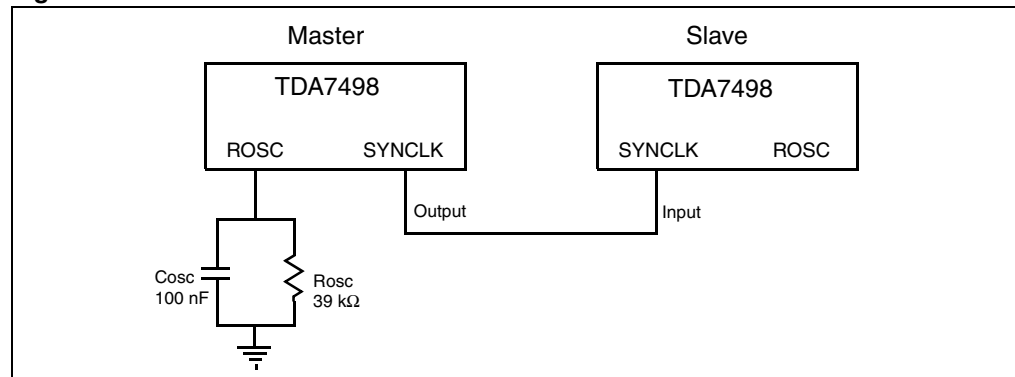 Master Slave
TDA7498 TDA7498
ROSC SYNCLK SYNCLK ROSC
Output Input
Cosc
100 nF
Rosc
39 kΩ